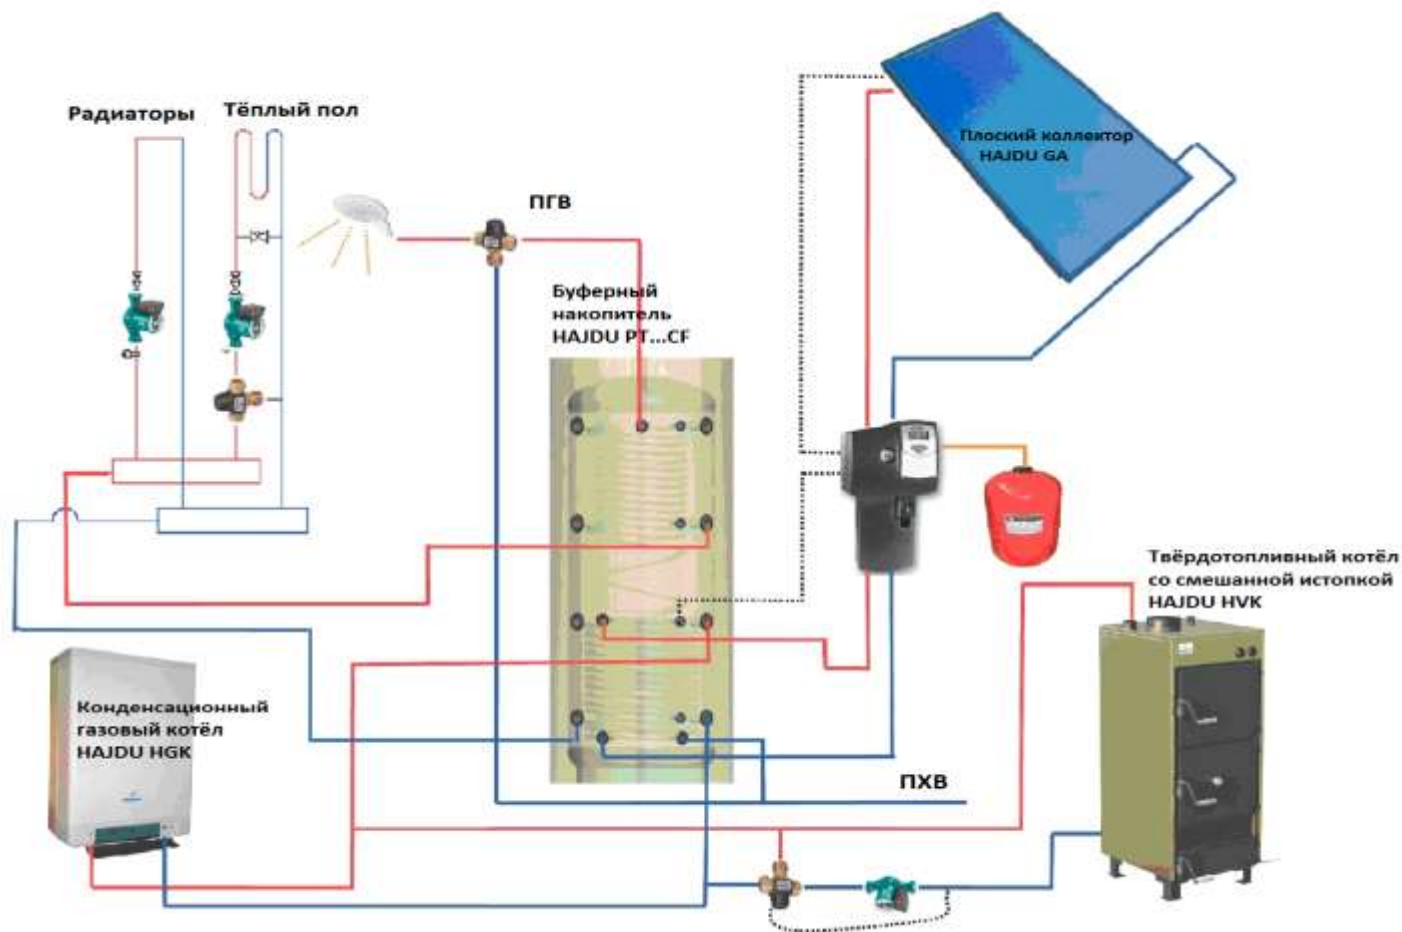 Радиаторы
Тёплый пол
ПГВ
Плоский коллектор
HAJDU GA
Буферный
накопитель
HAJDU PT...CF
Твёрдотопливный котёл
со смешанной истопкой
HAJDU HVK
Конденсационный
газовый котёл
HAJDU HGK
ПХВ